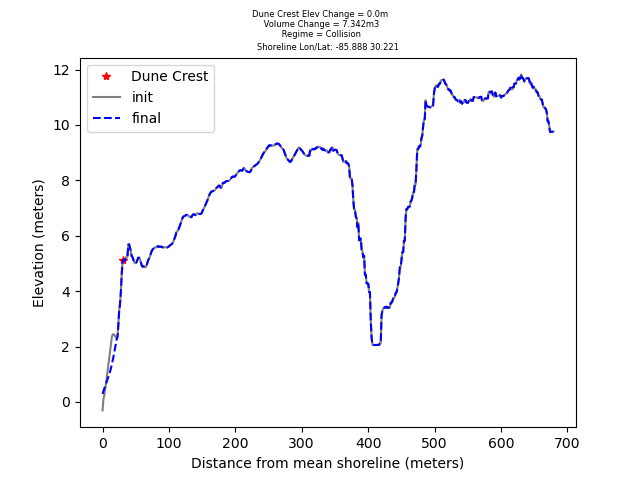 Dune Crest Elev Change = 0.0m
Volume Change = 7.342m3
Regime = Collision
Shoreline Lon/Lat: -85.888 30.221
Dune Crest
init
final
12
10
8
6
4
2
0
Elevation (meters)
0 100 200 300 400 500 600 700
Distance from mean shoreline (meters)